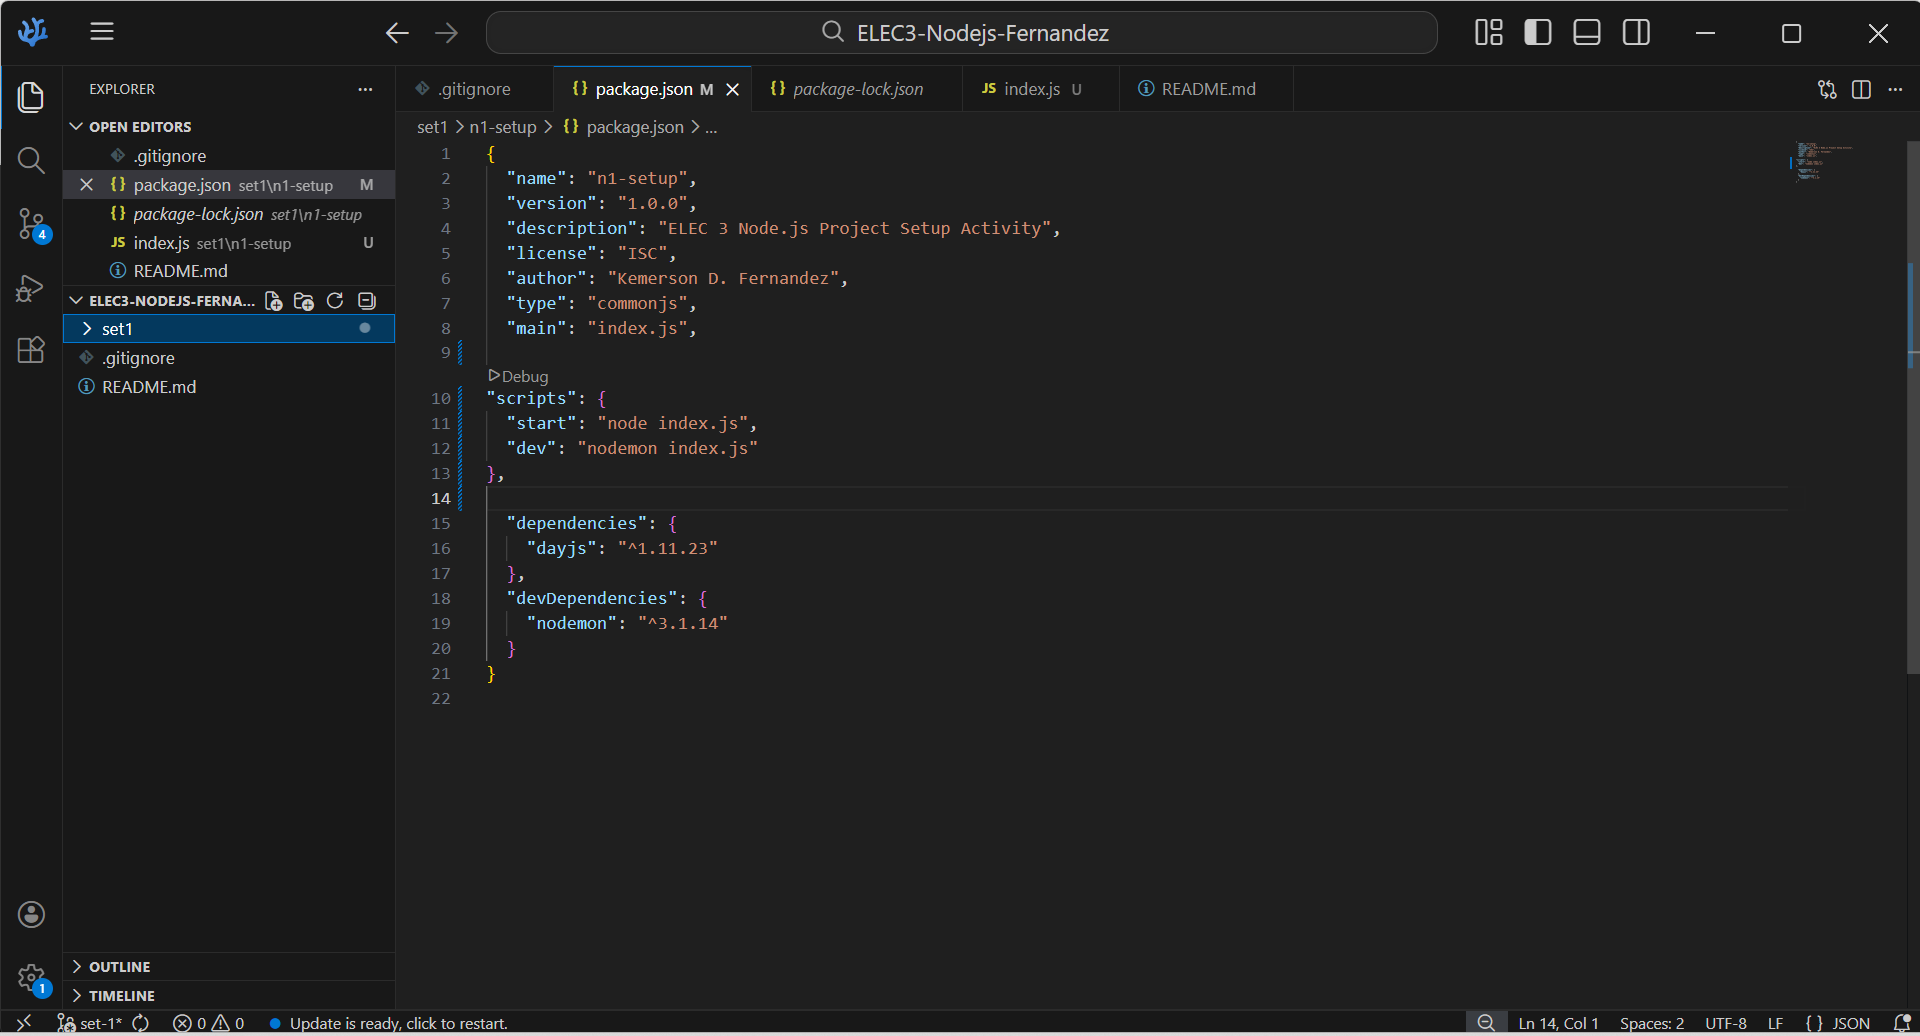 ELEC3-Nodejs-Fernandez
EXPLORER
OPEN EDITORS
.gitignore
package.json set1\n1-setup M
package-lock.json set1\n1-setup
index.js set1\n1-setup U
README.md
ELEC3-NODEJS-FERNA...
set1
.gitignore
README.md
OUTLINE
TIMELINE
.gitignore
package.json M
package-lock.json
JS index.js U
README.md
set1 > n1-setup > {} package.json > ...
1 {
2 "name": "n1-setup",
3 "version": "1.0.0",
4 "description": "ELEC 3 Node.js Project Setup Activity",
5 "license": "ISC",
6 "author": "Kemerson D. Fernandez",
7 "type": "commonjs",
8 "main": "index.js",
9
Debug
10 "scripts": {
11 "start": "node index.js",
12 "dev": "nodemon index.js"
13 },
14
15 "dependencies": {
16 "dayjs": "^1.11.23"
17 },
18 "devDependencies": {
19 "nodemon": "^3.1.14"
20 }
21 }
22
4
1
set-1* 0 0 Update is ready, click to restart. Ln 14, Col 1 Spaces: 2 UTF-8 LF {} JSON